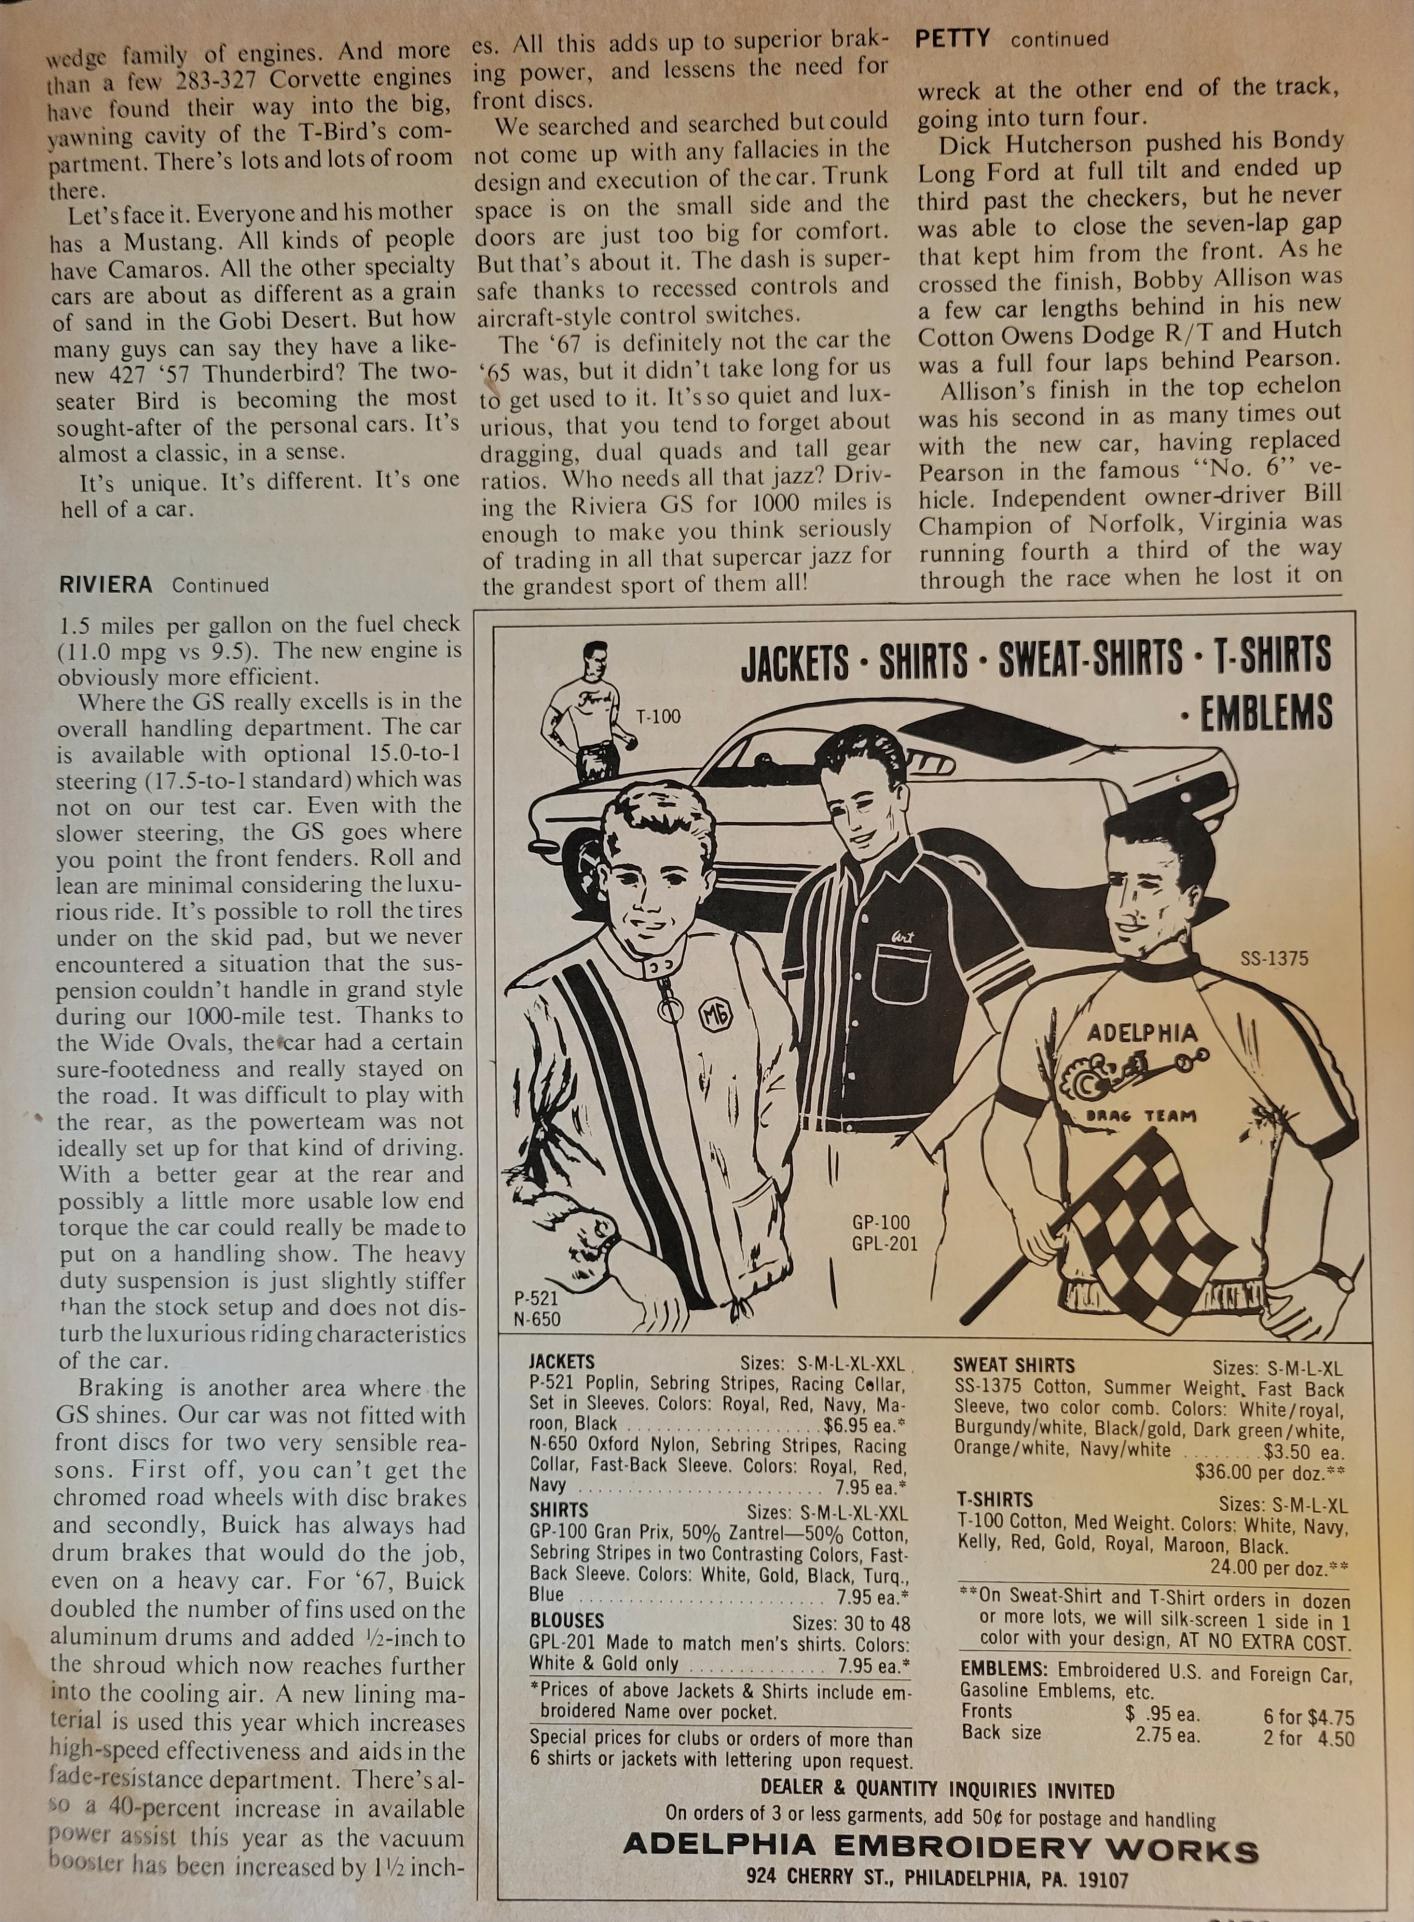 wedge family of engines. And more
than a few 283-327 Corvette engines
have found their way into the big,
yawning cavity of the T-Bird's com-
partment. There's lots and lots of room
there.
Let's face it. Everyone and his mother
has a Mustang. All kinds of people
have Camaros. All the other specialty
cars are about as different as a grain
of sand in the Gobi Desert. But how
many guys can say they have a like-
new 427 '57 Thunderbird? The two-
seater Bird is becoming the most
sought-after of the personal cars. It's
almost a classic, in a sense.
It's unique. It's different. It's one
hell of a car.
RIVIERA Continued
1.5 miles per gallon on the fuel check
(11.0 mpg vs 9.5). The new engine is
obviously more efficient.
Where the GS really excells is in the
overall handling department. The car
is available with optional 15.0-to-1
steering (17.5-to-1 standard) which was
not on our test car. Even with the
slower steering, the GS goes where
you point the front fenders. Roll and
lean are minimal considering the luxu-
rious ride. It's possible to roll the tires
under on the skid pad, but we never
encountered a situation that the sus-
pension couldn't handle in grand style
during our 1000-mile test. Thanks to
the Wide Ovals, the car had a certain
sure-footedness and really stayed on
the road. It was difficult to play with
the rear, as the powerteam was not
ideally set up for that kind of driving.
With a better gear at the rear and
possibly a little more usable low end
torque the car could really be made to
put on a handling show. The heavy
duty suspension is just slightly stiffer
than the stock setup and does not dis-
turb the luxurious riding characteristics
of the car.
Braking is another area where the
GS shines. Our car was not fitted with
front discs for two very sensible rea-
sons. First off, you can't get the
chromed road wheels with disc brakes
and secondly, Buick has always had
drum brakes that would do the job,
even on a heavy car. For '67, Buick
doubled the number of fins used on the
aluminum drums and added ½-inch to
the shroud which now reaches further
into the cooling air. A new lining ma-
terial is used this year which increases
high-speed effectiveness and aids in the
fade-resistance department. There's al-
so a 40-percent increase in available
power assist this year as the vacuum
booster has been increased by 1½ inch-
es. All this adds up to superior brak-
ing power, and lessens the need for
front discs.
We searched and searched but could
not come up with any fallacies in the
design and execution of the car. Trunk
space is on the small side and the
doors are just too big for comfort.
But that's about it. The dash is super-
safe thanks to recessed controls and
aircraft-style control switches.
The '67 is definitely not the car the
'65 was, but it didn't take long for us
to get used to it. It's so quiet and lux-
urious, that you tend to forget about
dragging, dual quads and tall gear
ratios. Who needs all that jazz? Driv-
ing the Riviera GS for 1000 miles is
enough to make you think seriously
of trading in all that supercar jazz for
the grandest sport of them all!
PETTY continued
wreck at the other end of the track,
going into turn four.
Dick Hutcherson pushed his Bondy
Long Ford at full tilt and ended up
third past the checkers, but he never
was able to close the seven-lap gap
that kept him from the front. As he
crossed the finish, Bobby Allison was
a few car lengths behind in his new
Cotton Owens Dodge R/T and Hutch
was a full four laps behind Pearson.
Allison's finish in the top echelon
was his second in as many times out
with the new car, having replaced
Pearson in the famous "No. 6" ve-
hicle. Independent owner-driver Bill
Champion of Norfolk, Virginia was
running fourth a third of the way
through the race when he lost it on
JACKETS · SHIRTS · SWEAT-SHIRTS · T-SHIRTS
· EMBLEMS
Ford
T-100
Art
MG
SS-1375
ADELPHIA
DRAG TEAM
GP-100
GPL-201
P-521
N-650
JACKETS Sizes: S-M-L-XL-XXL
P-521 Poplin, Sebring Stripes, Racing Collar,
Set in Sleeves. Colors: Royal, Red, Navy, Ma-
roon, Black .................... $6.95 ea.*
N-650 Oxford Nylon, Sebring Stripes, Racing
Collar, Fast-Back Sleeve. Colors: Royal, Red,
Navy .......................... 7.95 ea.*
SHIRTS Sizes: S-M-L-XL-XXL
GP-100 Gran Prix, 50% Zantrel—50% Cotton,
Sebring Stripes in two Contrasting Colors, Fast-
Back Sleeve. Colors: White, Gold, Black, Turq.,
Blue .......................... 7.95 ea.*
BLOUSES Sizes: 30 to 48
GPL-201 Made to match men's shirts. Colors:
White & Gold only .............. 7.95 ea.*
*Prices of above Jackets & Shirts include em-
broidered Name over pocket.
Special prices for clubs or orders of more than
6 shirts or jackets with lettering upon request.
SWEAT SHIRTS Sizes: S-M-L-XL
SS-1375 Cotton, Summer Weight, Fast Back
Sleeve, two color comb. Colors: White/royal,
Burgundy/white, Black/gold, Dark green/white,
Orange/white, Navy/white ........ $3.50 ea.
$36.00 per doz.**
T-SHIRTS Sizes: S-M-L-XL
T-100 Cotton, Med Weight. Colors: White, Navy,
Kelly, Red, Gold, Royal, Maroon, Black.
24.00 per doz.**
**On Sweat-Shirt and T-Shirt orders in dozen
or more lots, we will silk-screen 1 side in 1
color with your design, AT NO EXTRA COST.
EMBLEMS: Embroidered U.S. and Foreign Car,
Gasoline Emblems, etc.
Fronts $ .95 ea. 6 for $4.75
Back size 2.75 ea. 2 for 4.50
DEALER & QUANTITY INQUIRIES INVITED
On orders of 3 or less garments, add 50¢ for postage and handling
ADELPHIA EMBROIDERY WORKS
924 CHERRY ST., PHILADELPHIA, PA. 19107